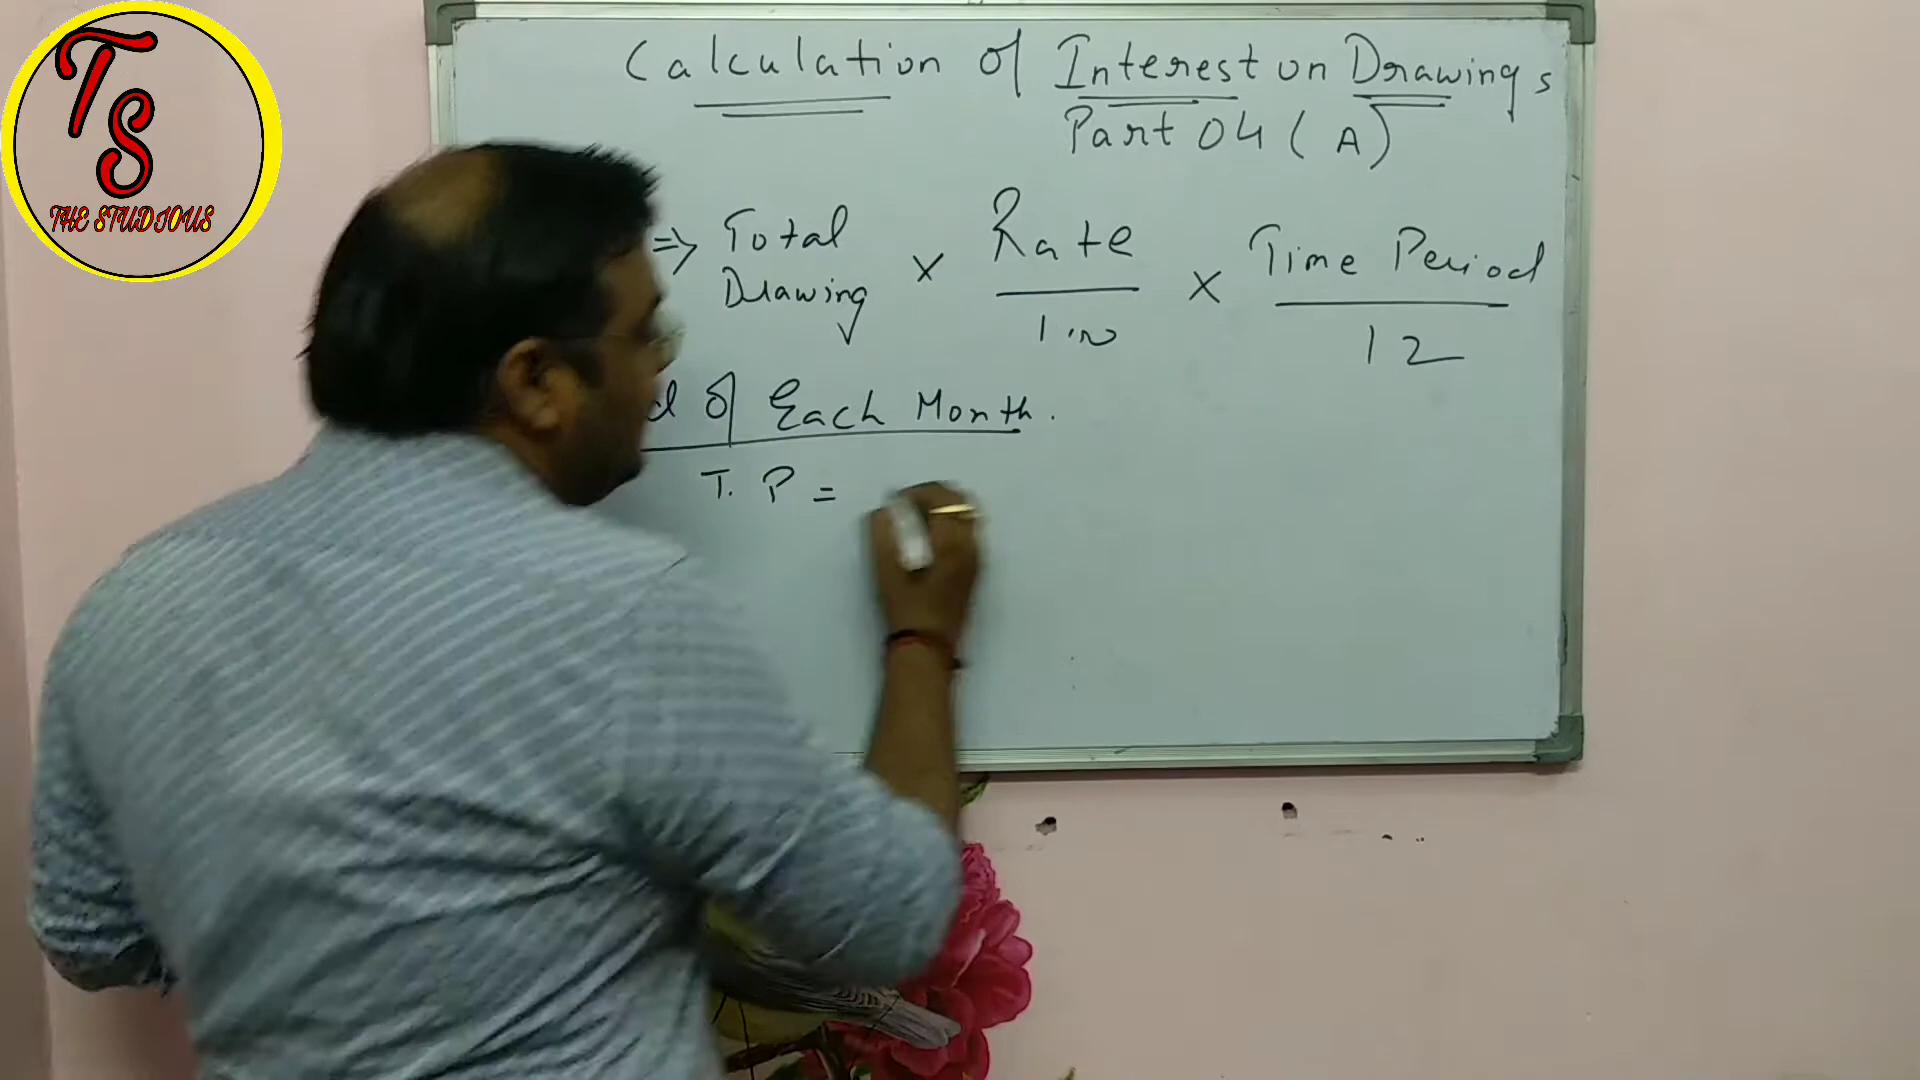 TS
THE STUDIOUS
Calculation of Interest on Drawings
Part 04 (A)
=> Total Drawing × Rate / 100 × Time Period / 12
of Each Month.
T. P =